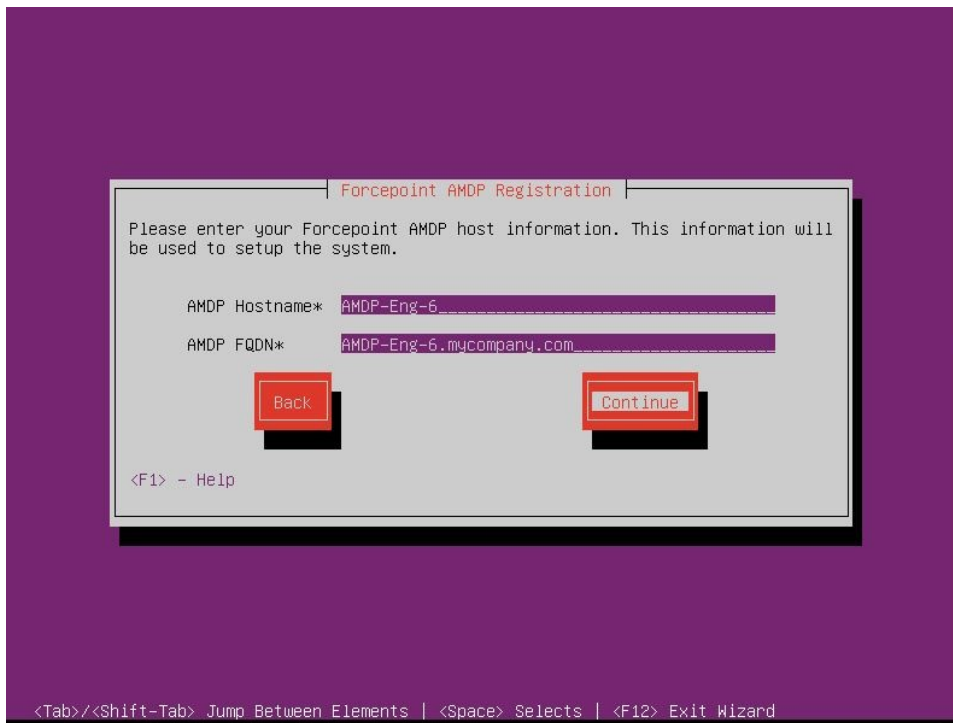 Forcepoint AMDP Registration
Please enter your Forcepoint AMDP host information. This information will
be used to setup the system.
AMDP Hostname* AMDP-Eng-6__________________________________
AMDP FQDN* AMDP-Eng-6.mycompany.com_____________________
Back Continue
<F1> - Help
<Tab>/<Shift-Tab> Jump Between Elements | <Space> Selects | <F12> Exit Wizard